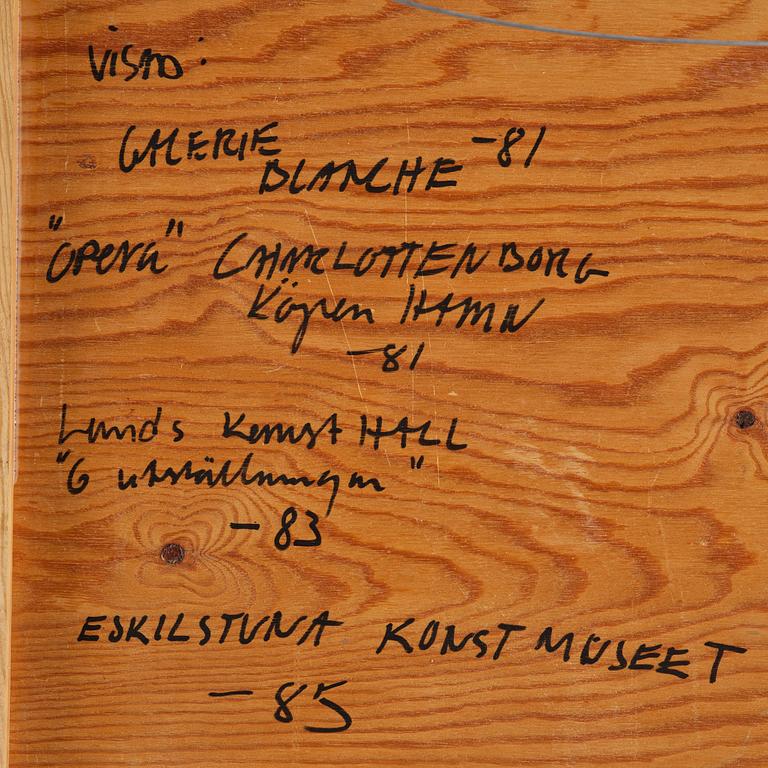 VISAD:
GALERIE
BLANCHE -81
"OPERA" CHARLOTTENBORG
KÖPENHAMN
-81
Lunds KonstHALL
"6 utställningar"
-83
ESKILSTUNA KONSTMUSEET
-85